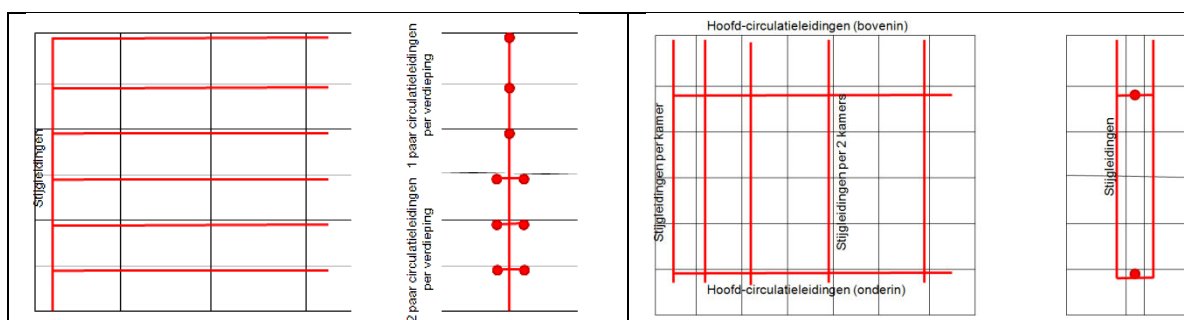 Stijgleidingen
1 paar circulatieleidingen
per verdieping
2 paar circulatieleidingen
per verdieping
Hoofd-circulatieleidingen (bovenin)
Stijgleidingen per kamer
Stijgleidingen per 2 kamers
Hoofd-circulatieleidingen (onderin)
Stijgleidingen